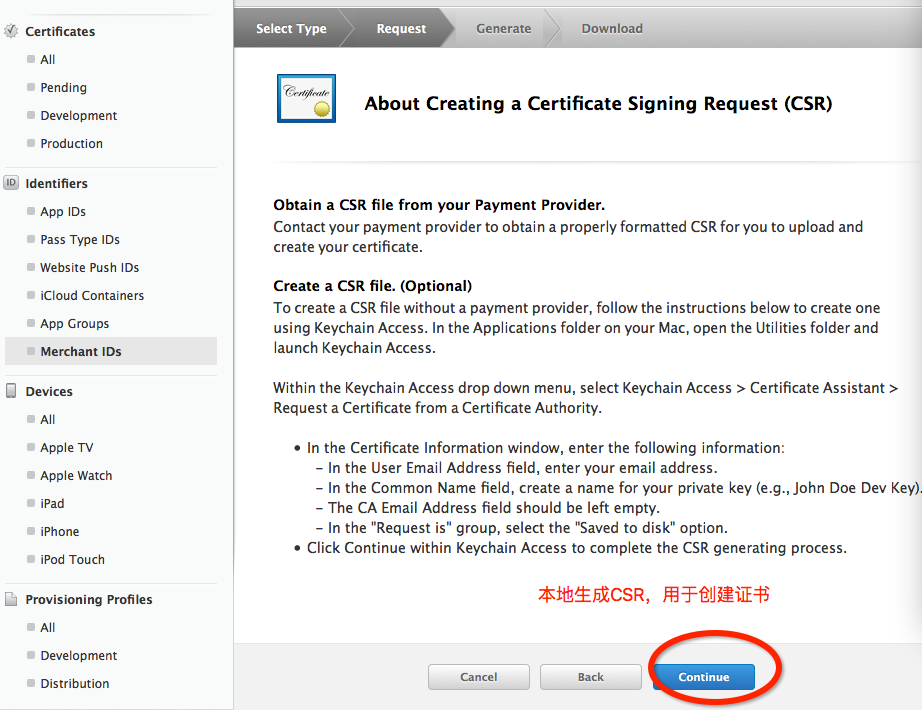 Certificates
All
Pending
Development
Production
ID Identifiers
App IDs
Pass Type IDs
Website Push IDs
iCloud Containers
App Groups
Merchant IDs
Devices
All
Apple TV
Apple Watch
iPad
iPhone
iPod Touch
Provisioning Profiles
All
Development
Distribution
Select Type Request Generate Download
Certificate
About Creating a Certificate Signing Request (CSR)
Obtain a CSR file from your Payment Provider.
Contact your payment provider to obtain a properly formatted CSR for you to upload and
create your certificate.
Create a CSR file. (Optional)
To create a CSR file without a payment provider, follow the instructions below to create one
using Keychain Access. In the Applications folder on your Mac, open the Utilities folder and
launch Keychain Access.
Within the Keychain Access drop down menu, select Keychain Access > Certificate Assistant >
Request a Certificate from a Certificate Authority.
• In the Certificate Information window, enter the following information:
– In the User Email Address field, enter your email address.
– In the Common Name field, create a name for your private key (e.g., John Doe Dev Key).
– The CA Email Address field should be left empty.
– In the "Request is" group, select the "Saved to disk" option.
• Click Continue within Keychain Access to complete the CSR generating process.
本地生成CSR，用于创建证书
Cancel Back Continue